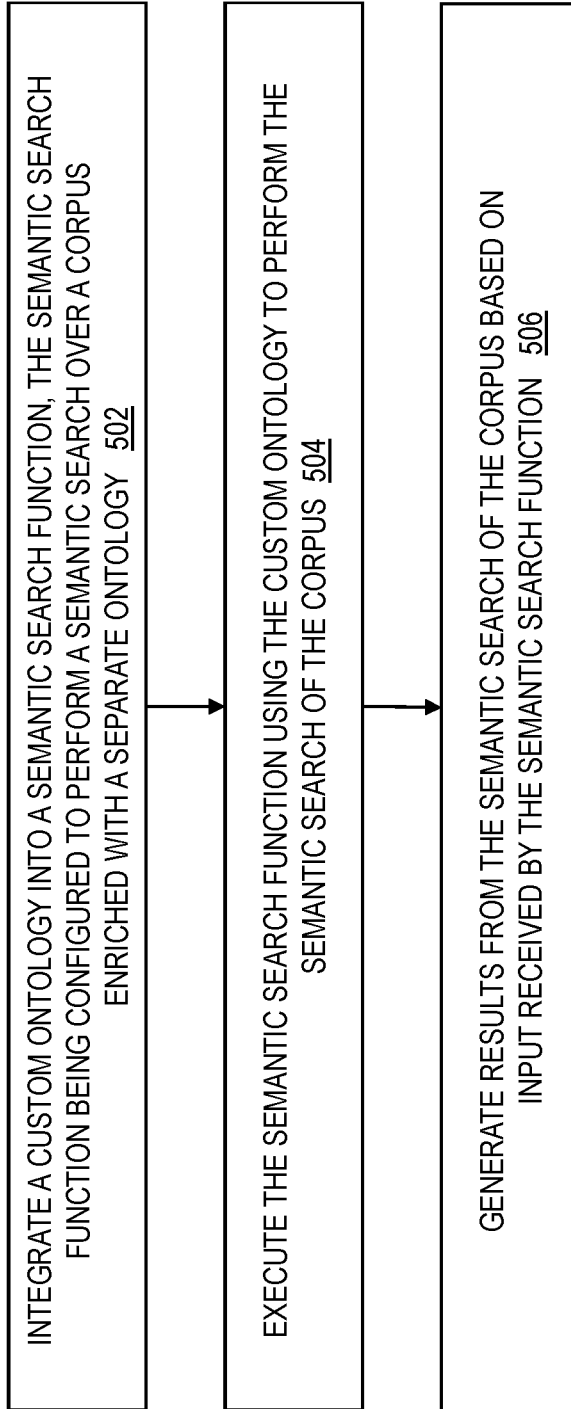 INTEGRATE A CUSTOM ONTOLOGY INTO A SEMANTIC SEARCH FUNCTION, THE SEMANTIC SEARCH
FUNCTION BEING CONFIGURED TO PERFORM A SEMANTIC SEARCH OVER A CORPUS
ENRICHED WITH A SEPARATE ONTOLOGY 502
EXECUTE THE SEMANTIC SEARCH FUNCTION USING THE CUSTOM ONTOLOGY TO PERFORM THE
SEMANTIC SEARCH OF THE CORPUS 504
GENERATE RESULTS FROM THE SEMANTIC SEARCH OF THE CORPUS BASED ON
INPUT RECEIVED BY THE SEMANTIC SEARCH FUNCTION 506